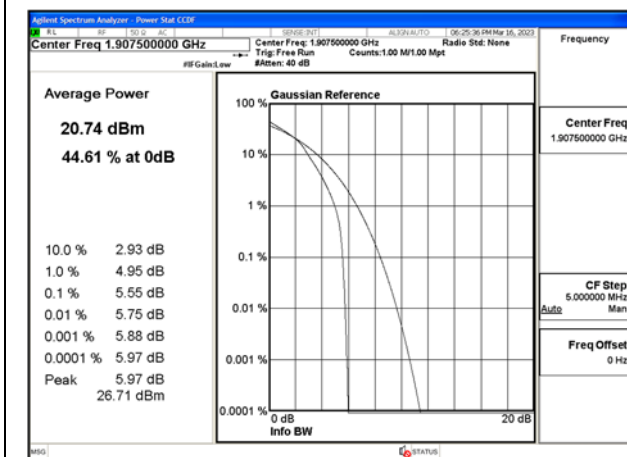 Agilent Spectrum Analyzer - Power Stat CCDF
RL RF 50 Ω AC SENSE:INT ALIGN AUTO 06:25:36 PM Mar 16, 2023
Center Freq 1.907500000 GHz
Center Freq: 1.907500000 GHz Radio Std: None
Trig: Free Run Counts:1.00 M/1.00 Mpt
#IFGain:Low #Atten: 40 dB
Frequency
Average Power
20.74 dBm
44.61 % at 0dB
10.0 % 2.93 dB
1.0 % 4.95 dB
0.1 % 5.55 dB
0.01 % 5.75 dB
0.001 % 5.88 dB
0.0001 % 5.97 dB
Peak 5.97 dB
26.71 dBm
Gaussian Reference
100 %
10 %
1 %
0.1 %
0.01 %
0.001 %
0.0001 %
0 dB 20 dB
Info BW
Center Freq
1.907500000 GHz
CF Step
5.000000 MHz
Auto Man
Freq Offset
0 Hz
MSG STATUS